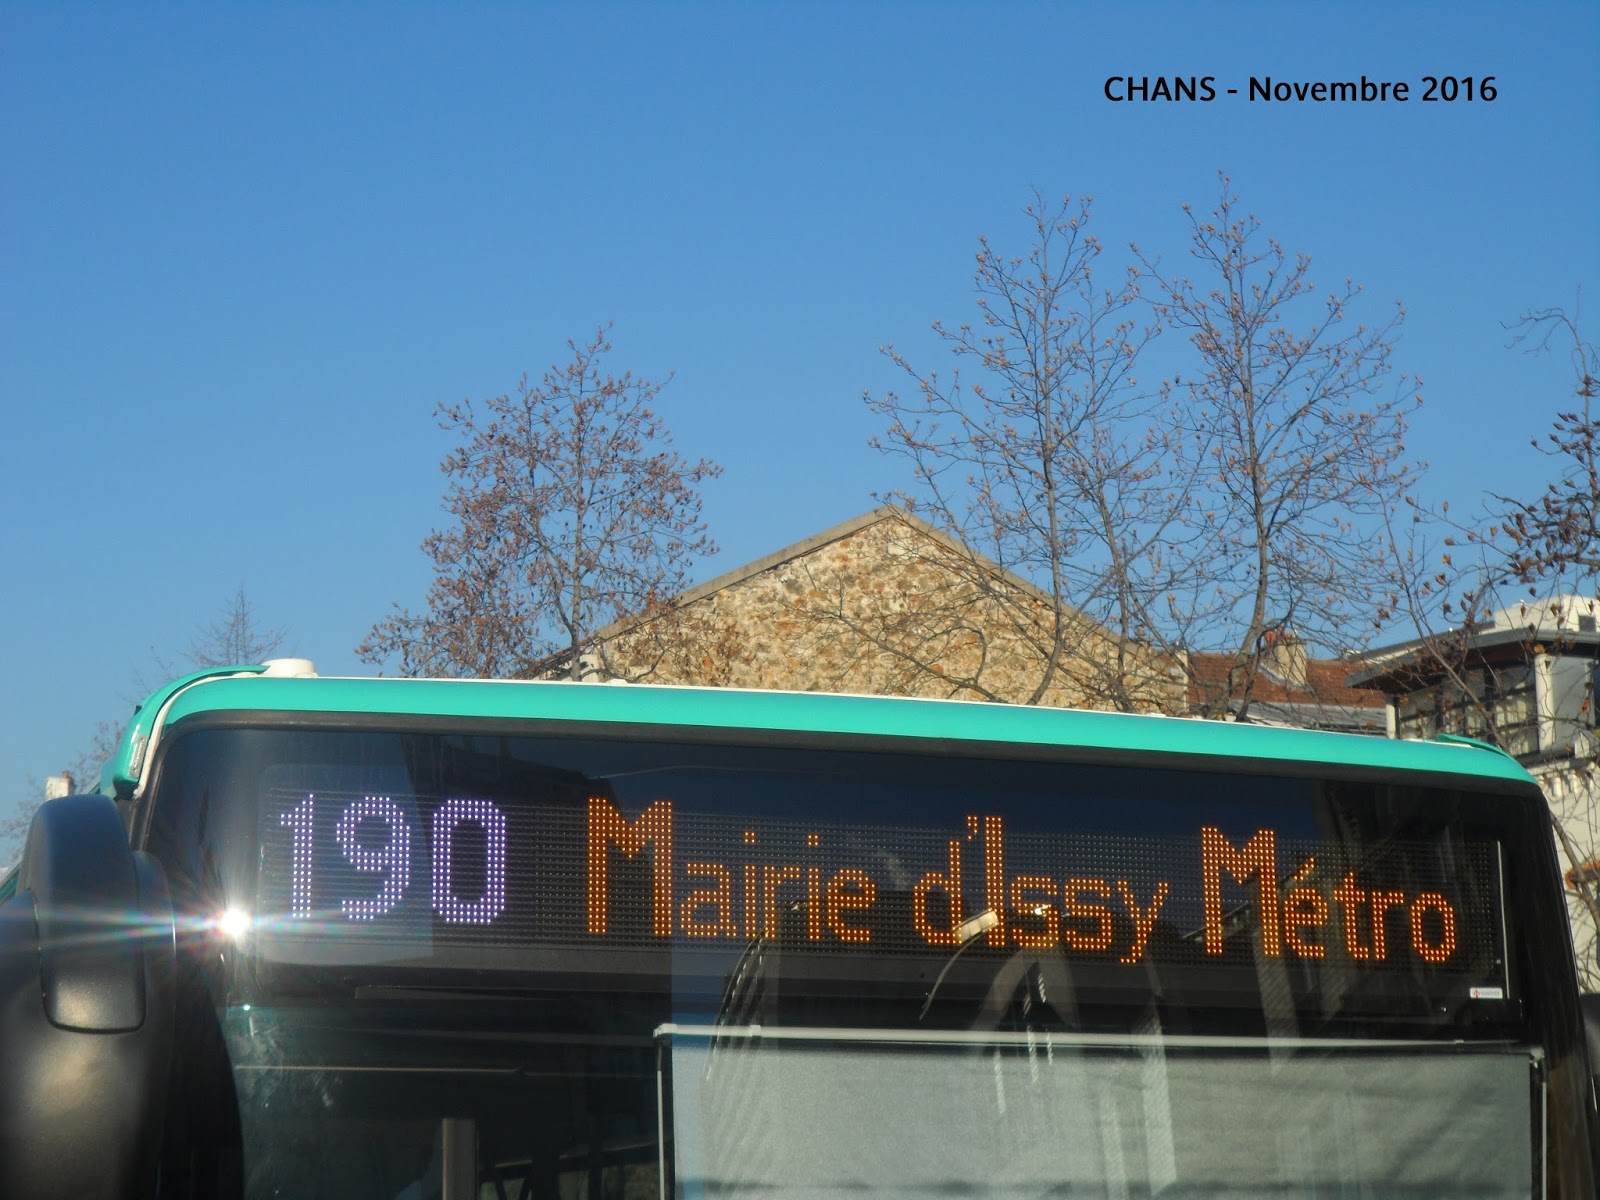 CHANS - Novembre 2016
190 Mairie d'Issy Métro